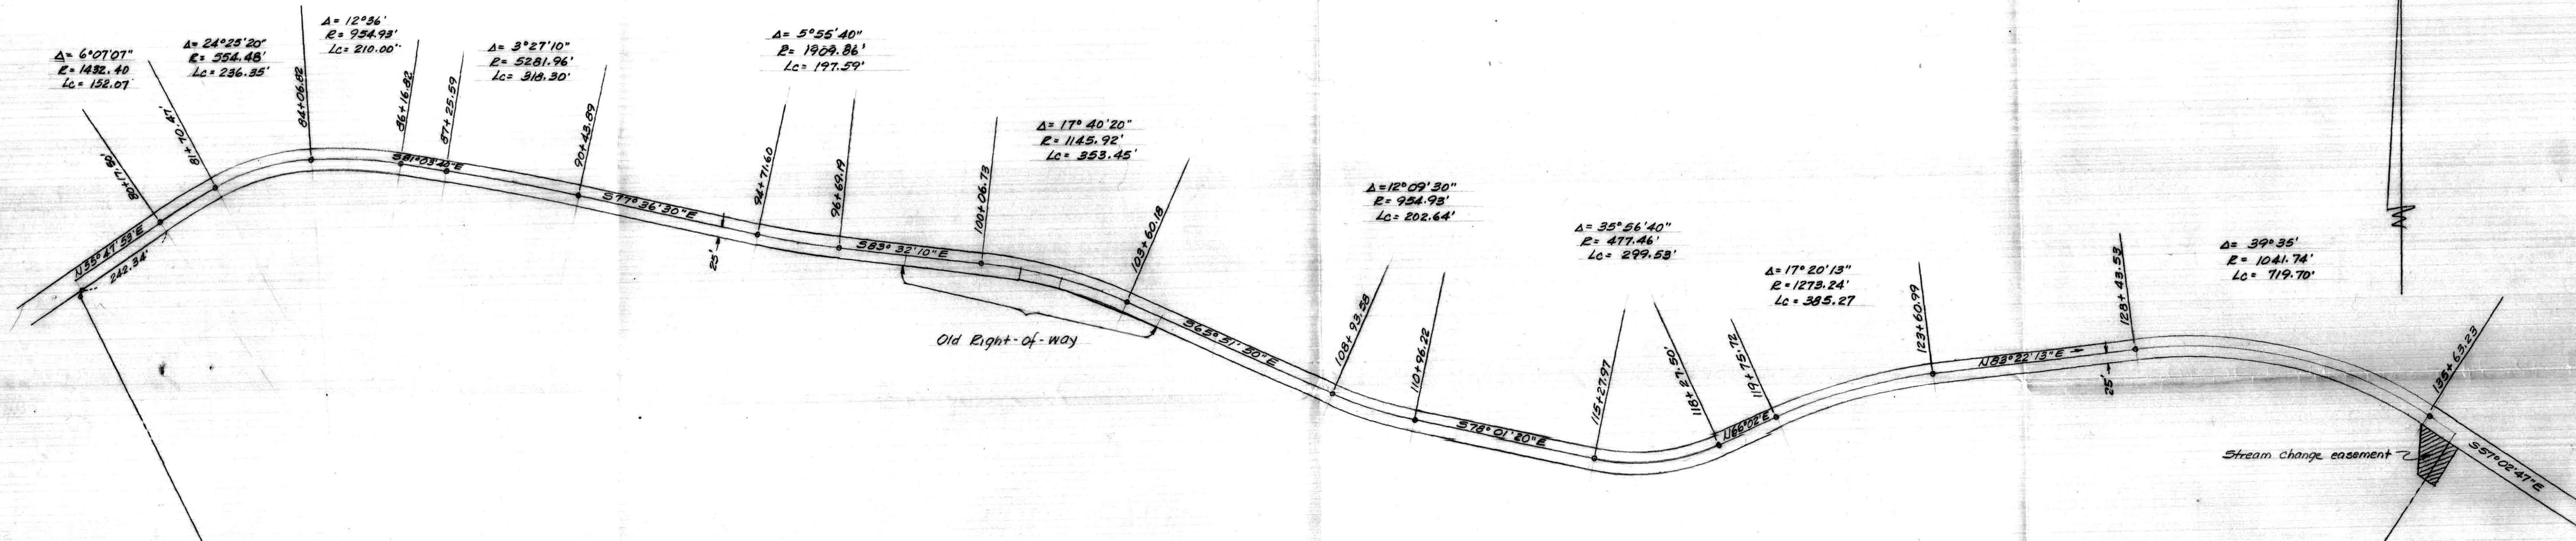 Δ= 6°07'07"
R= 1432.40
Lc= 152.07'
Δ= 24°25'20"
R= 554.48'
Lc= 236.35'
Δ= 12°36'
R= 954.93'
Lc= 210.00'
Δ= 3°27'10"
R= 5281.96'
Lc= 318.30'
Δ= 5°55'40"
R= 1909.86'
Lc= 197.59'
Δ= 17°40'20"
R= 1145.92'
Lc= 353.45'
Δ=12°09'30"
R= 954.93'
Lc= 202.64'
Δ= 35°56'40"
R= 477.46'
Lc= 299.53'
Δ= 17°20'13"
R= 1273.24'
Lc= 385.27
Δ= 39°35'
R= 1041.74'
Lc= 719.70'
81+70.47
84+06.82
86+16.82
87+25.59
90+43.89
94+71.60
96+69.19
100+06.73
103+60.18
108+93.58
110+96.22
115+27.97
118+27.50'
119+75.72
123+60.99
128+43.53
135+63.23
N55°47'53"E
242.34'
S81°03'40"E
S77°36'30"E
25'
S83°32'10"E
Old Right-of-way
S65°51'50"E
S78°01'20"E
N66°02'E
N83°22'13"E
25'
N
Stream change easement
S57°02'47"E